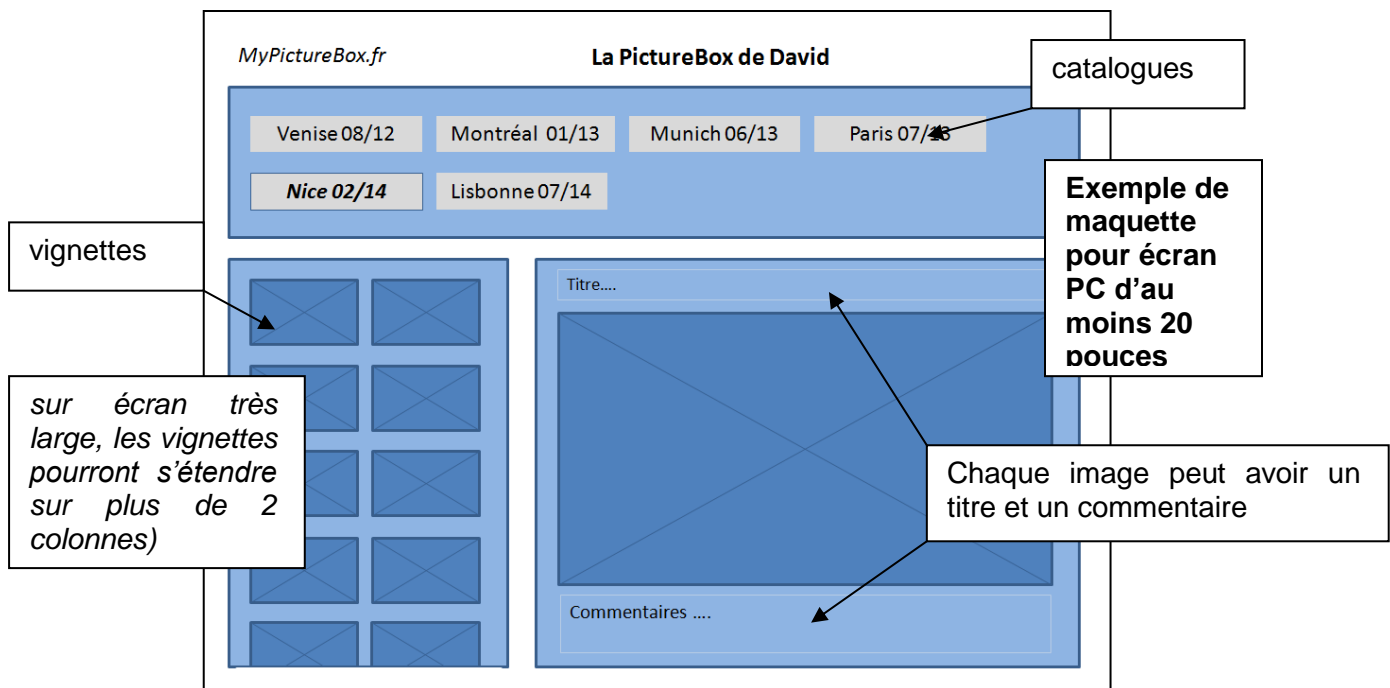 MyPictureBox.fr
La PictureBox de David
catalogues
Venise 08/12
Montréal 01/13
Munich 06/13
Paris 07/13
Nice 02/14
Lisbonne 07/14
Exemple de
maquette
pour écran
PC d’au
moins 20
pouces
vignettes
Titre....
sur écran très
large, les vignettes
pourront s’étendre
sur plus de 2
colonnes)
Chaque image peut avoir un
titre et un commentaire
Commentaires ....